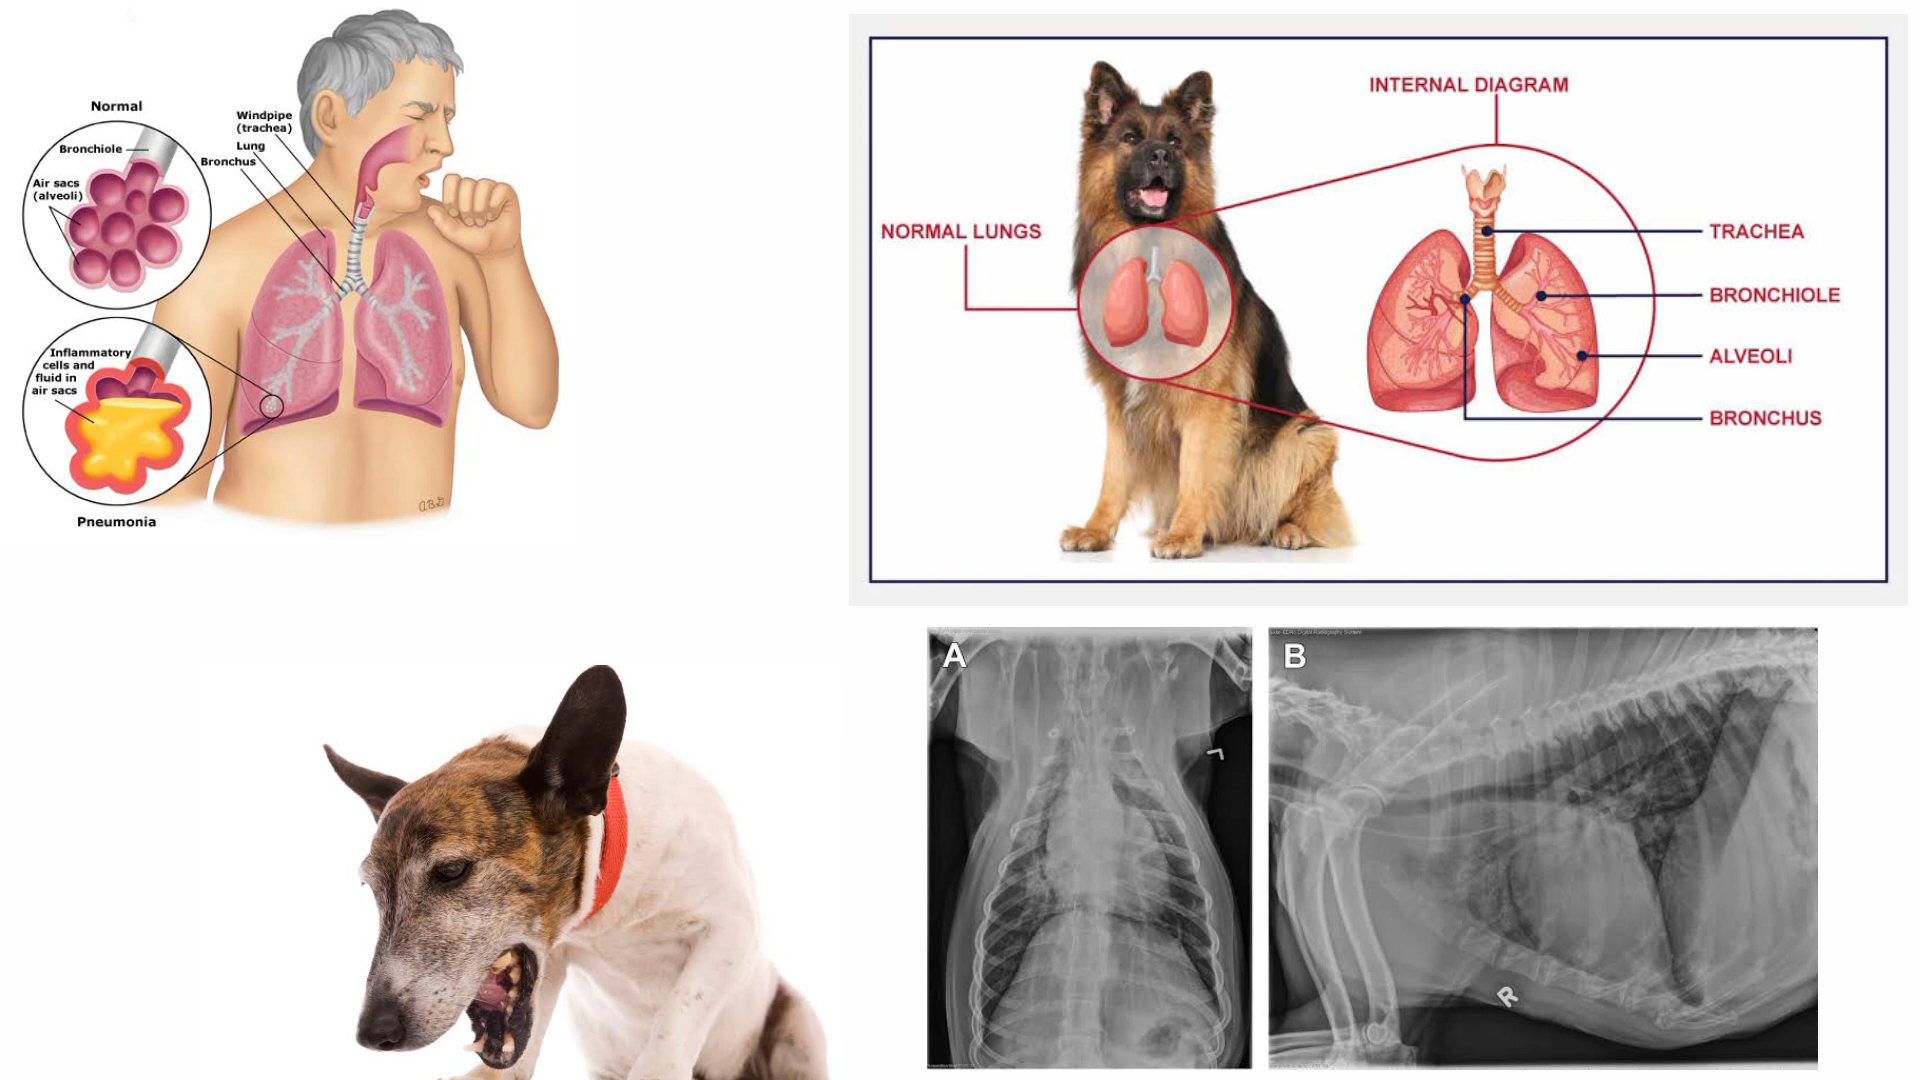 Normal
Bronchiole
Air sacs
(alveoli)
Windpipe
(trachea)
Lung
Bronchus
Inflammatory
cells and
fluid in
air sacs
Pneumonia
INTERNAL DIAGRAM
NORMAL LUNGS
TRACHEA
BRONCHIOLE
ALVEOLI
BRONCHUS
A
L
B
R